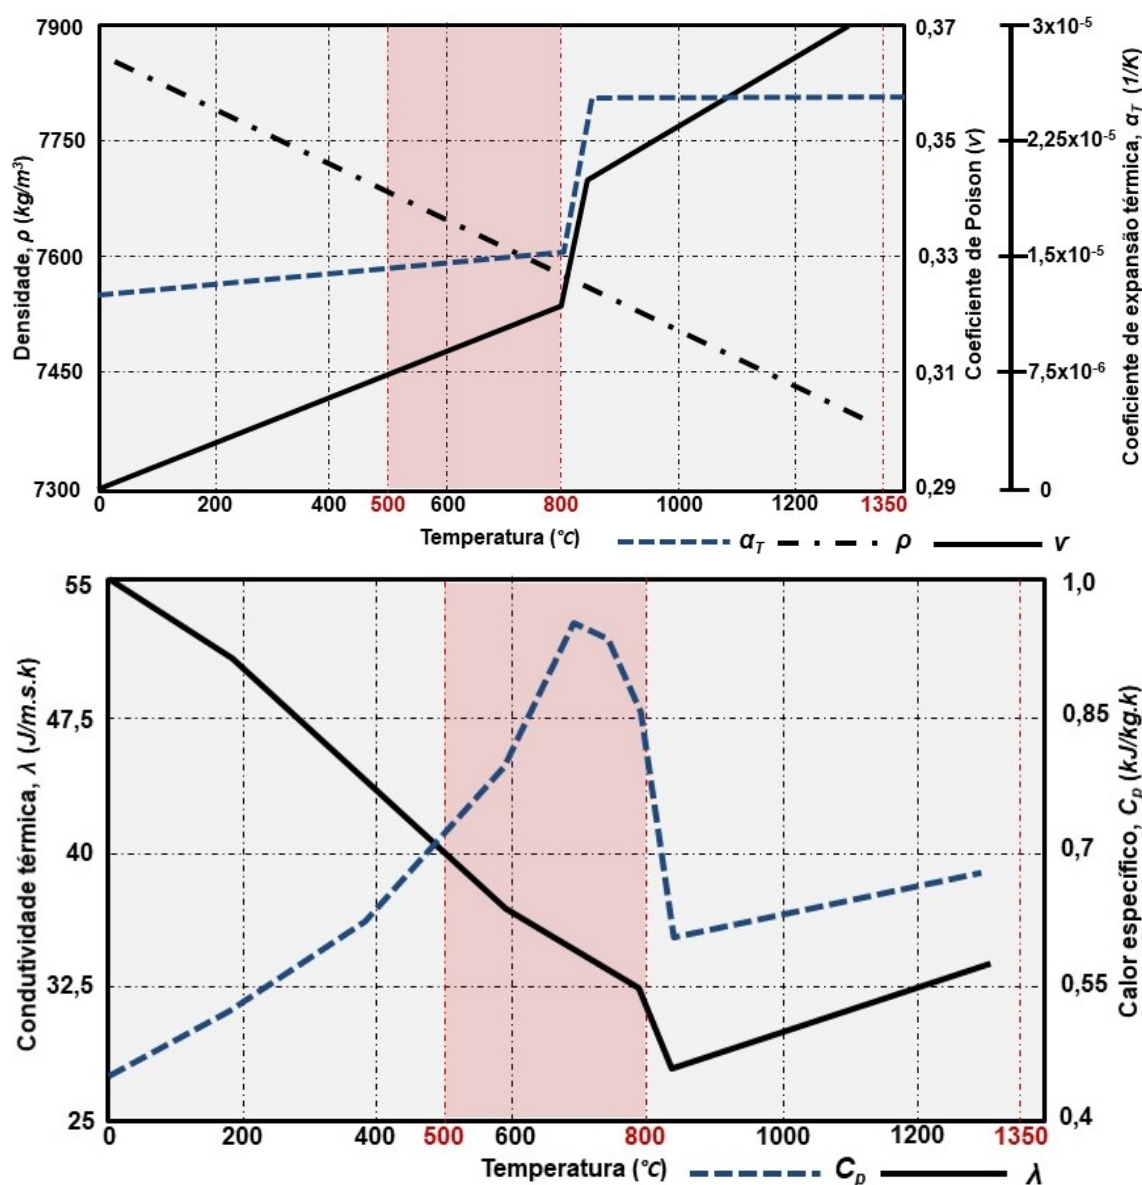 7900
7750
7600
7450
7300
Densidade, ρ (kg/m³)
0 200 400 500 600 800 1000 1200 1350
Temperatura (°C)
0,37
0,35
0,33
0,31
0,29
Coeficiente de Poison (ν)
3x10-5
2,25x10-5
1,5x10-5
7,5x10-6
0
Coeficiente de expansão térmica, αT (1/K)
αT ρ ν
55
47,5
40
32,5
25
Condutividade térmica, λ (J/m.s.k)
0 200 400 500 600 800 1000 1200 1350
Temperatura (°C)
1,0
0,85
0,7
0,55
0,4
Calor específico, Cp (kJ/kg.k)
Cp λ